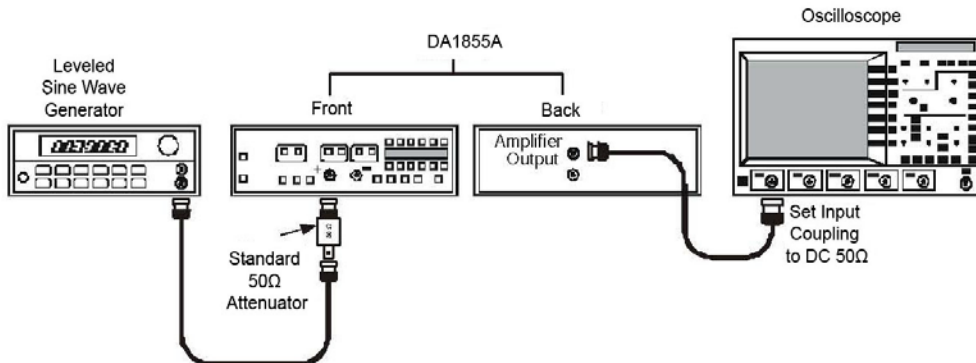 Oscilloscope
DA1855A
Leveled
Sine Wave
Generator
Front
Back
Amplifier
Output
+
Standard
50Ω
Attenuator
Set Input
Coupling
to DC 50Ω